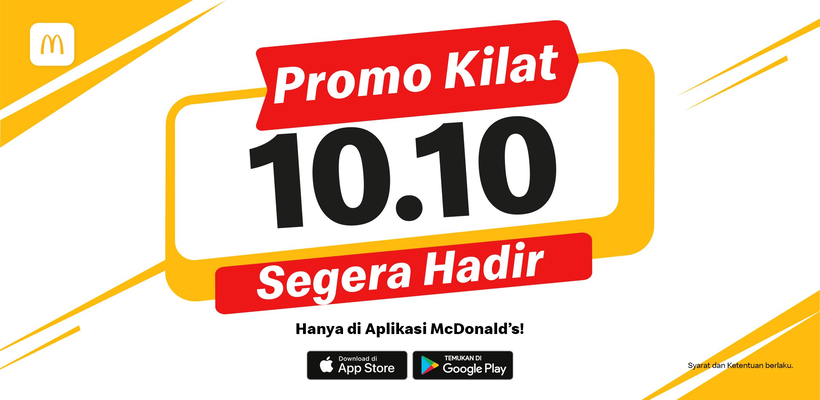 Promo Kilat
10.10
Segera Hadir
Hanya di Aplikasi McDonald's!
Download di
App Store
TEMUKAN DI
Google Play
Syarat dan Ketentuan berlaku.